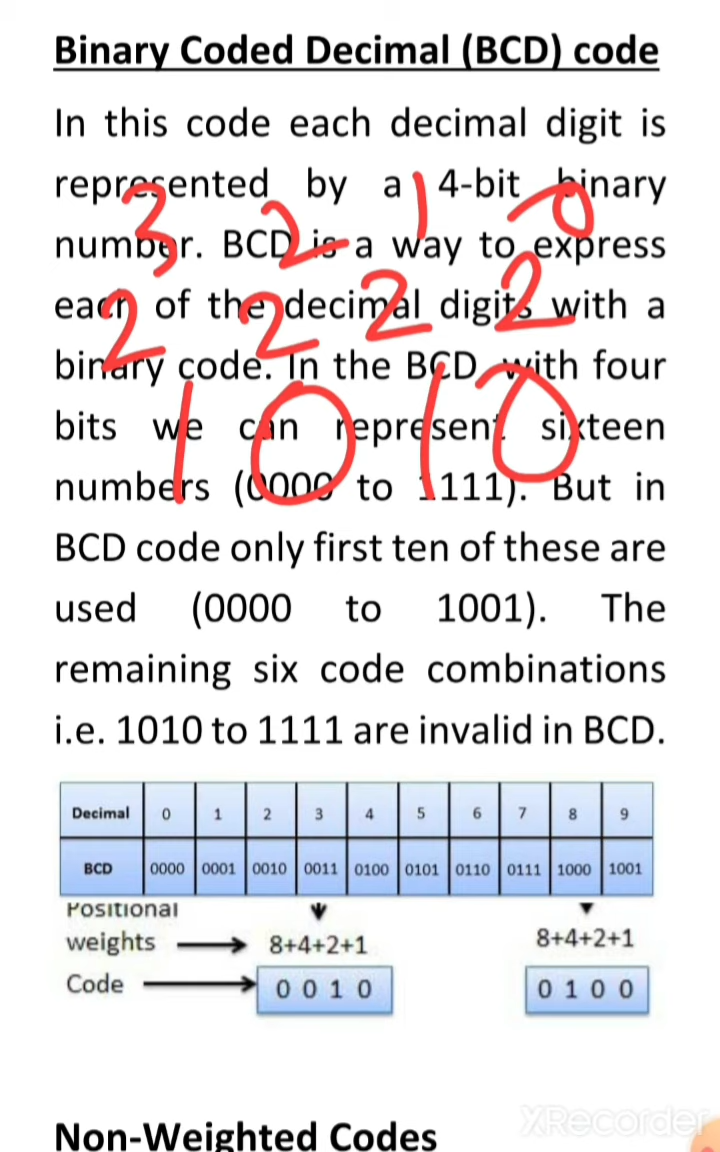 Binary Coded Decimal (BCD) code
In this code each decimal digit is
represented by a 4-bit binary
number. BCD is a way to express
each of the decimal digits with a
binary code. In the BCD, with four
bits we can represent sixteen
numbers (0000 to 1111). But in
BCD code only first ten of these are
used (0000 to 1001). The
remaining six code combinations
i.e. 1010 to 1111 are invalid in BCD.
3 2 1 0
2 2 2 2
1 0 1 0
Decimal 0 1 2 3 4 5 6 7 8 9
BCD 0000 0001 0010 0011 0100 0101 0110 0111 1000 1001
Positional
weights 8+4+2+1 8+4+2+1
Code 0 0 1 0 0 1 0 0
Non-Weighted Codes
XRecorder